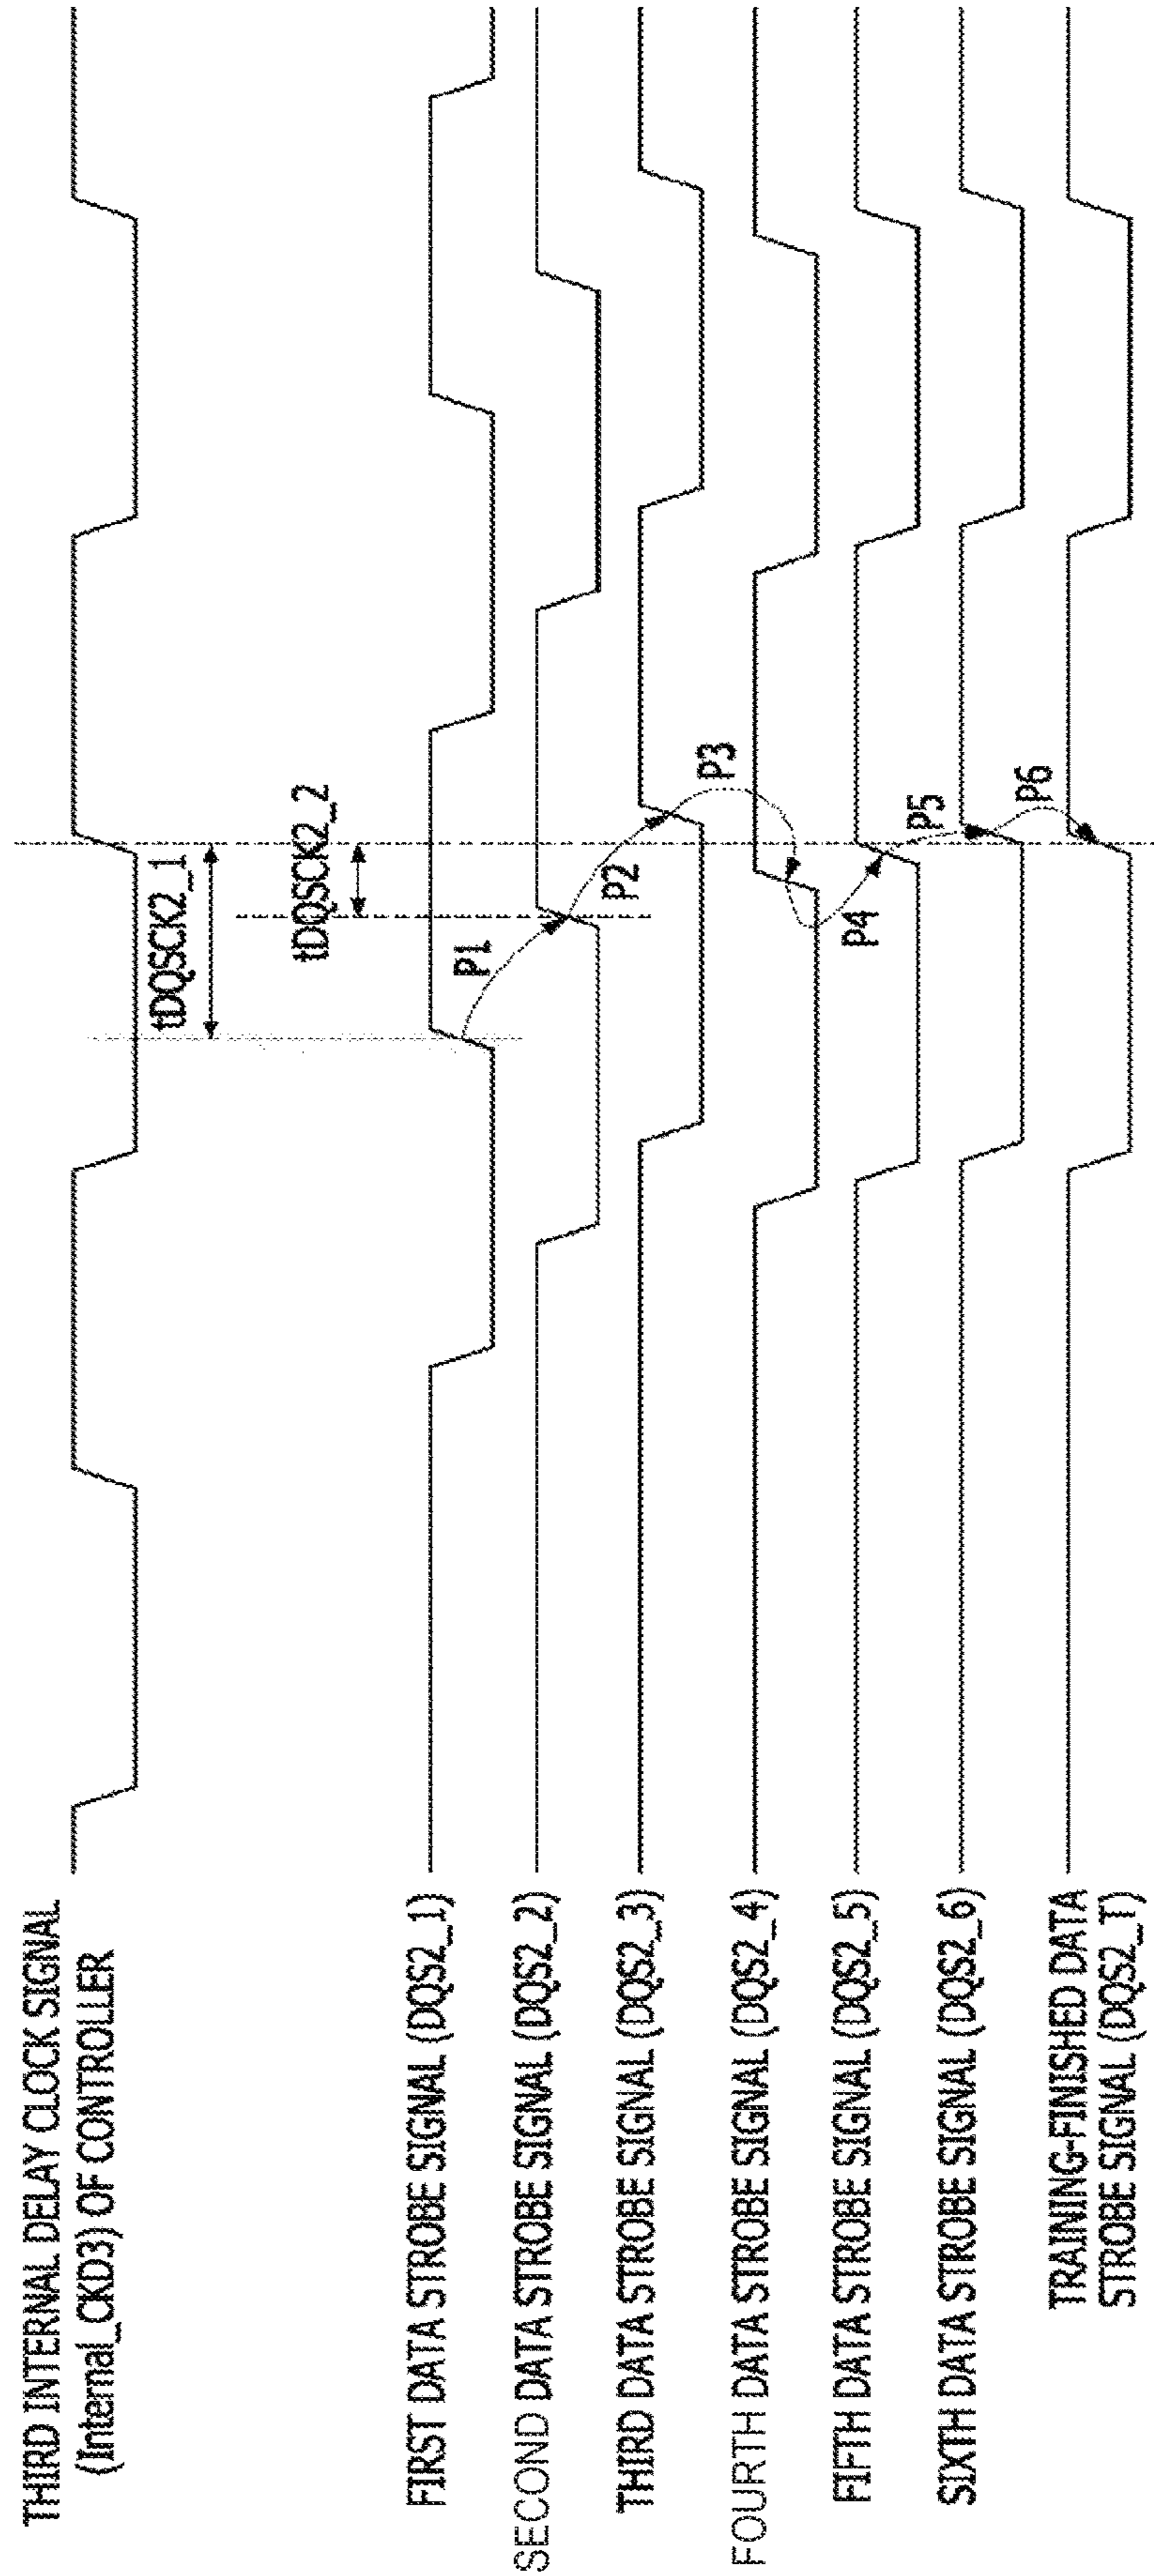 THIRD INTERNAL DELAY CLOCK SIGNAL
(Internal_CKD3) OF CONTROLLER
tDQSCK2_1
tDQSCK2_2
FIRST DATA STROBE SIGNAL (DQS2_1)
P1
SECOND DATA STROBE SIGNAL (DQS2_2)
P2
THIRD DATA STROBE SIGNAL (DQS2_3)
P3
FOURTH DATA STROBE SIGNAL (DQS2_4)
P4
FIFTH DATA STROBE SIGNAL (DQS2_5)
P5
SIXTH DATA STROBE SIGNAL (DQS2_6)
P6
TRAINING-FINISHED DATA
STROBE SIGNAL (DQS2_T)